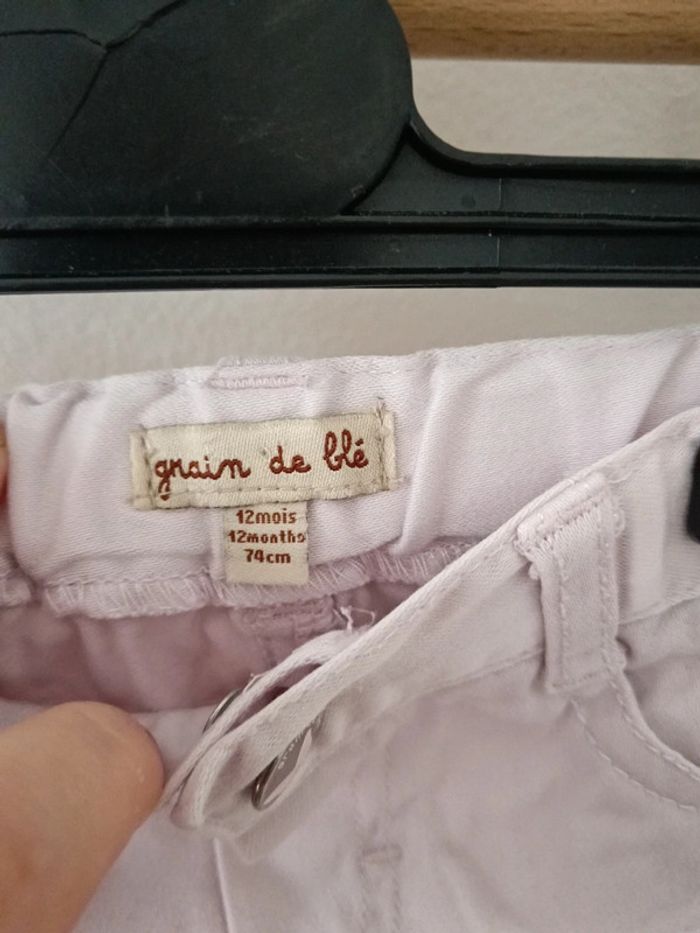 grain de blé
12mois
12months
74cm